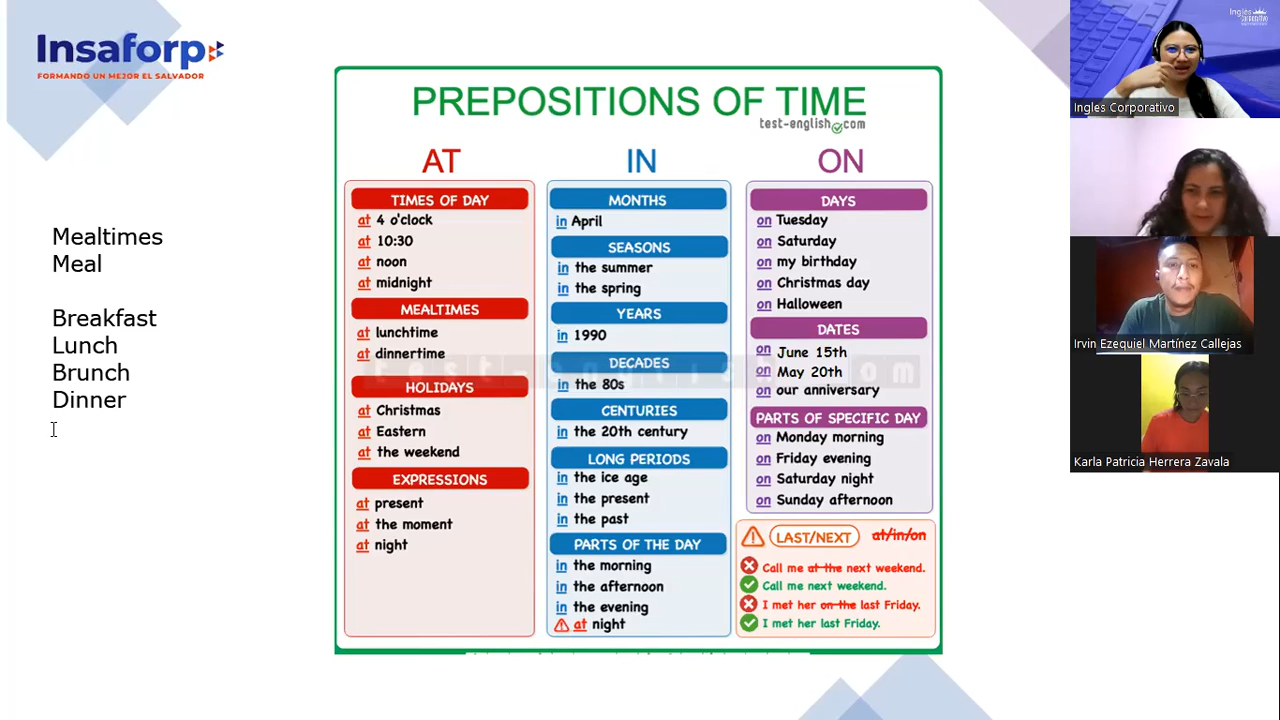 Insaforp
FORMANDO UN MEJOR EL SALVADOR
Mealtimes
Meal
Breakfast
Lunch
Brunch
Dinner
PREPOSITIONS OF TIME
test-english.com
AT
TIMES OF DAY
at 4 o'clock
at 10:30
at noon
at midnight
MEALTIMES
at lunchtime
at dinnertime
HOLIDAYS
at Christmas
at Eastern
at the weekend
EXPRESSIONS
at present
at the moment
at night
IN
MONTHS
in April
SEASONS
in the summer
in the spring
YEARS
in 1990
DECADES
in the 80s
CENTURIES
in the 20th century
LONG PERIODS
in the ice age
in the present
in the past
PARTS OF THE DAY
in the morning
in the afternoon
in the evening
at night
ON
DAYS
on Tuesday
on Saturday
on my birthday
on Christmas day
on Halloween
DATES
on June 15th
on May 20th
on our anniversary
PARTS OF SPECIFIC DAY
on Monday morning
on Friday evening
on Saturday night
on Sunday afternoon
LAST/NEXT at/in/on
Call me at the next weekend.
Call me next weekend.
I met her on the last Friday.
I met her last Friday.
Ingles Corporativo
Irvin Ezequiel Martínez Callejas
Karla Patricia Herrera Zavala